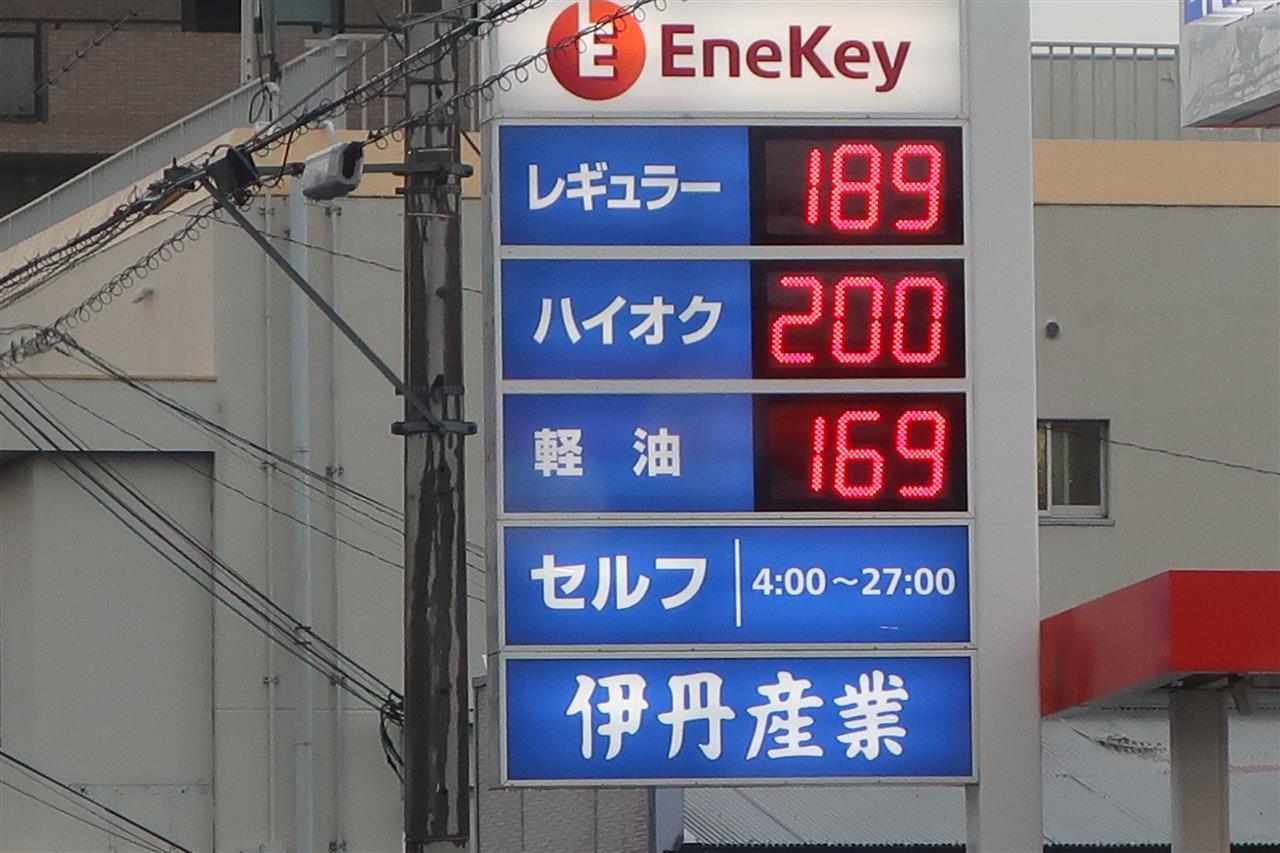 EneKey
レギュラー 189
ハイオク 200
軽油 169
セルフ 4:00～27:00
伊丹産業